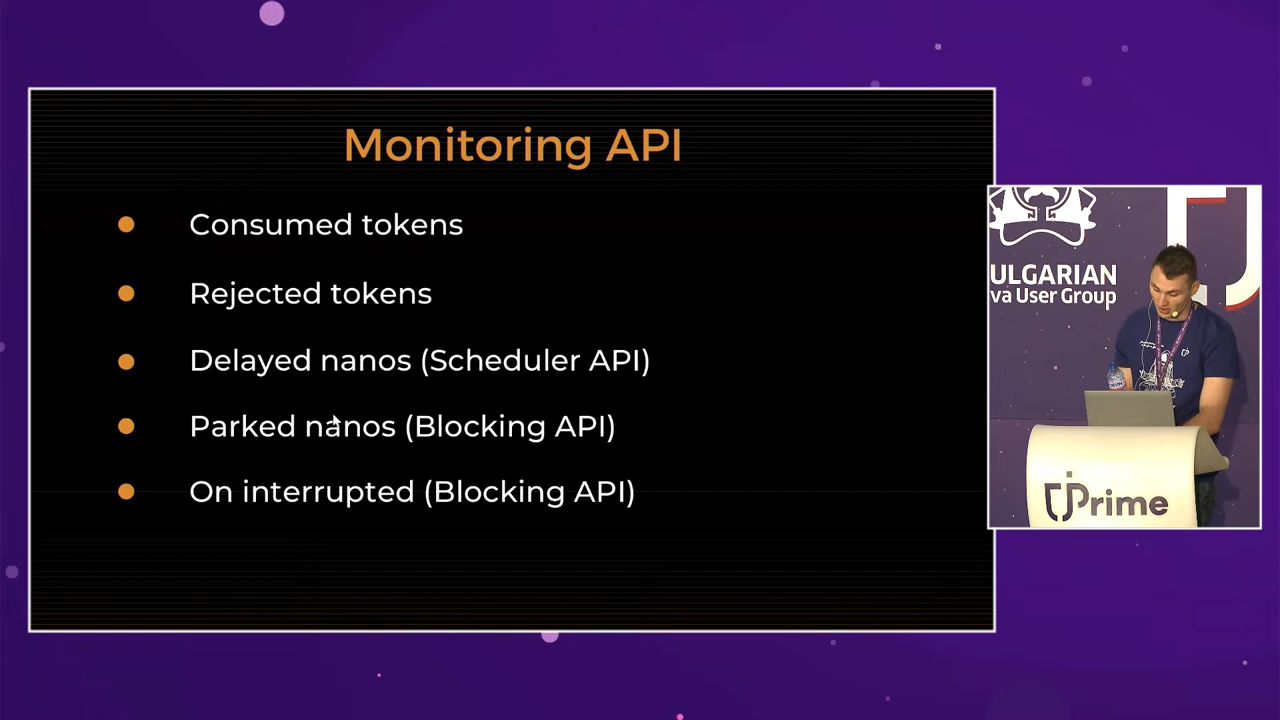 Monitoring API
Consumed tokens
Rejected tokens
Delayed nanos (Scheduler API)
Parked nanos (Blocking API)
On interrupted (Blocking API)
ULGARIAN
va User Group
jPrime